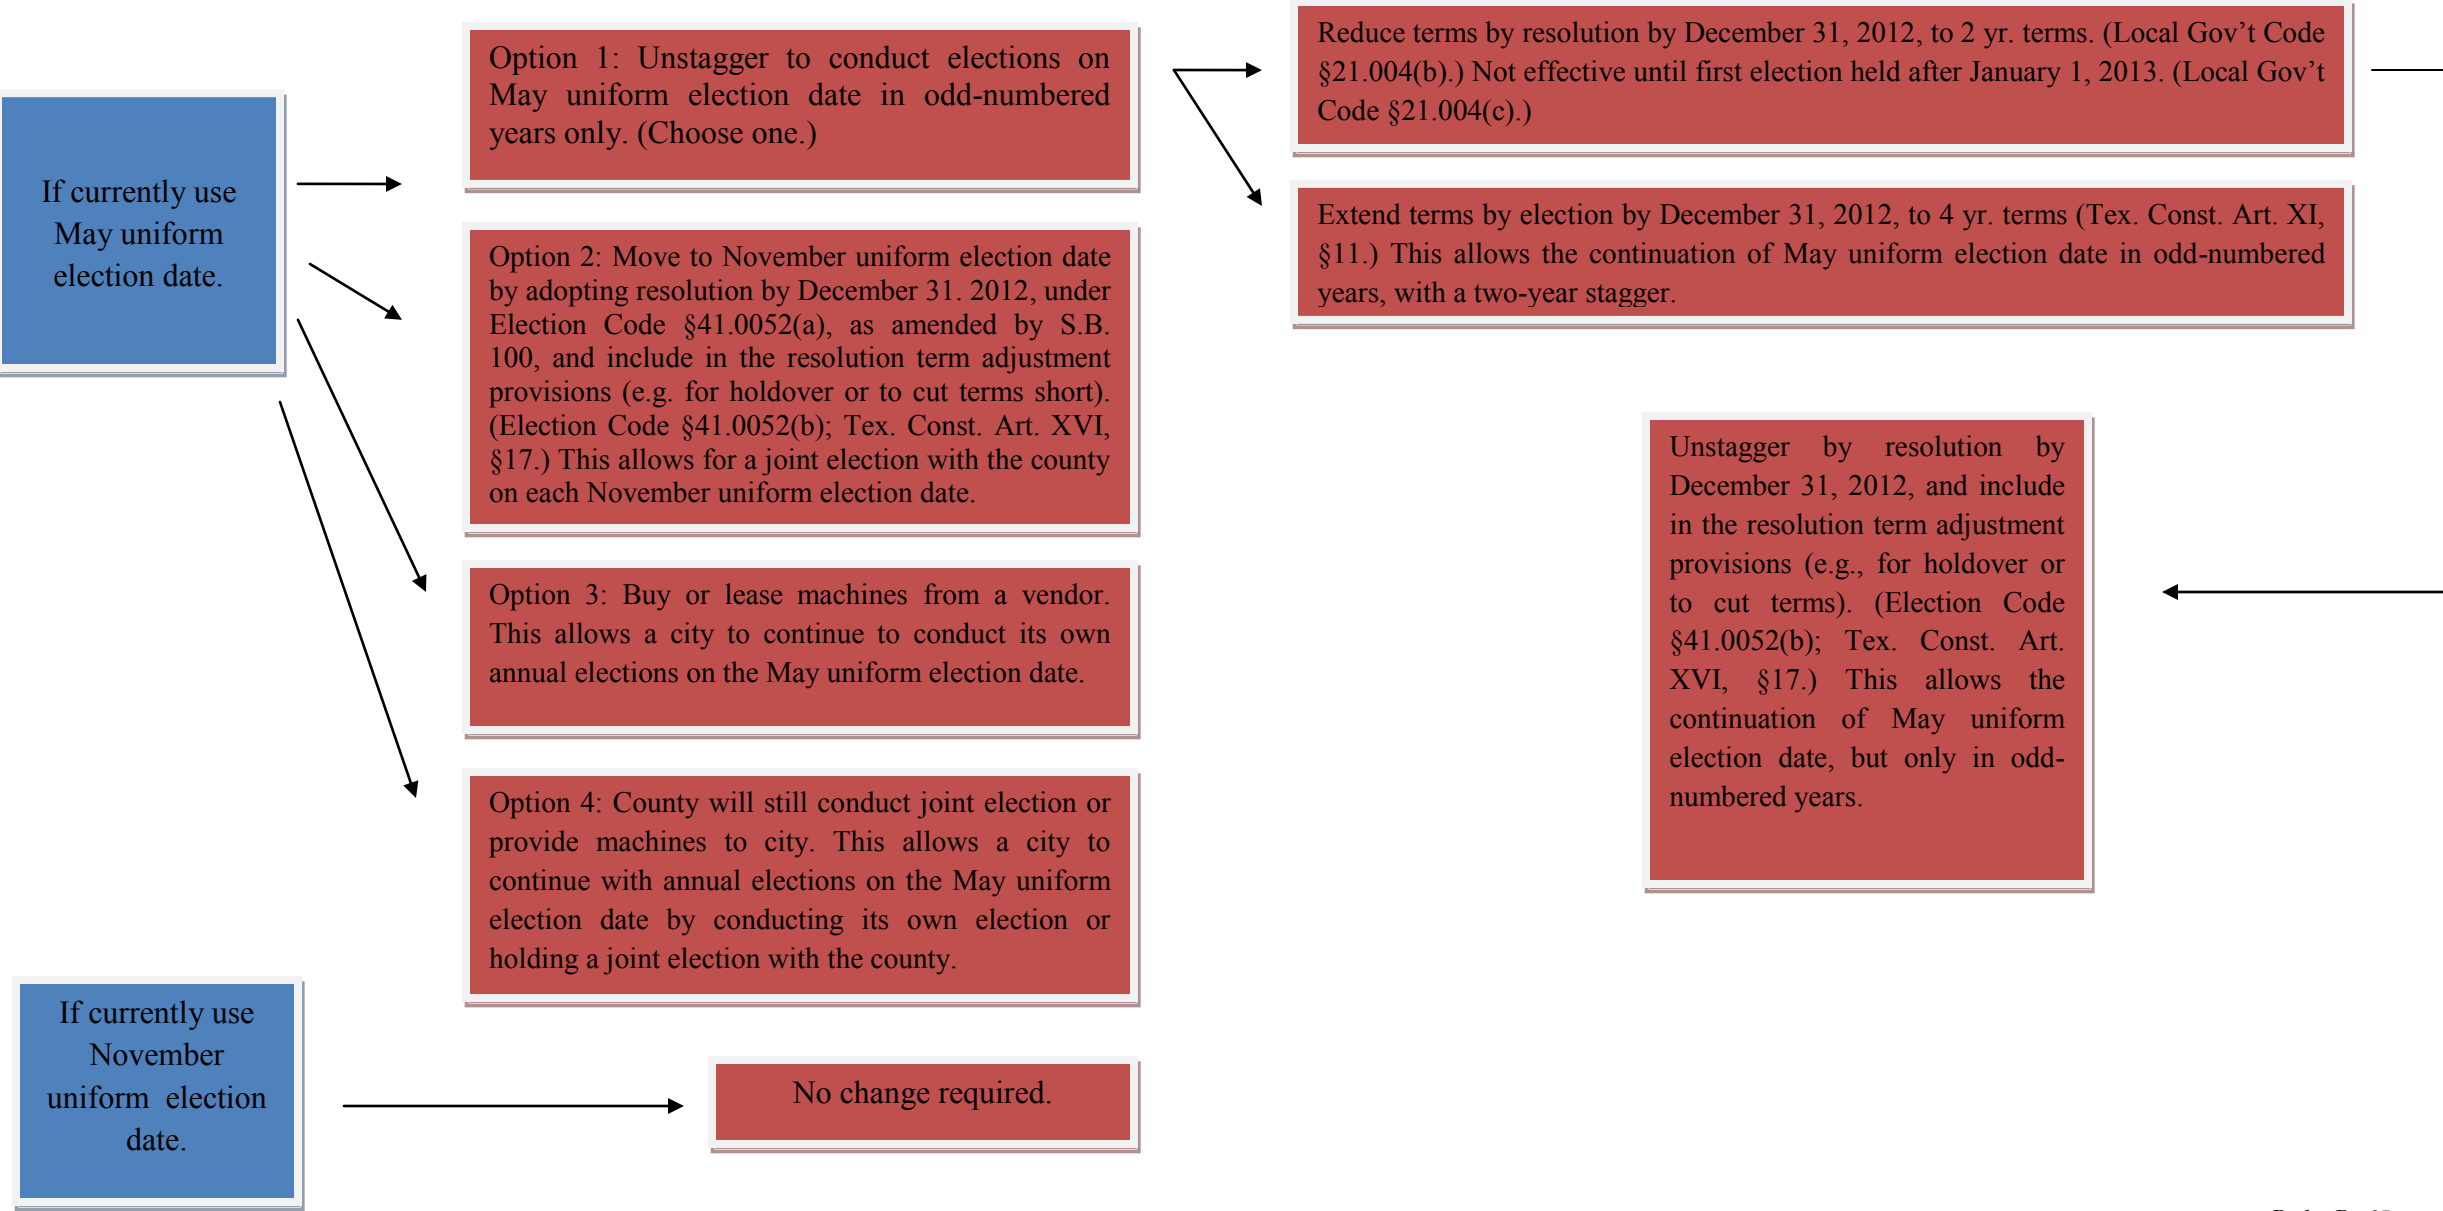 If currently use
May uniform
election date.
Option 1: Unstagger to conduct elections on
May uniform election date in odd-numbered
years only. (Choose one.)
Reduce terms by resolution by December 31, 2012, to 2 yr. terms. (Local Gov’t Code
§21.004(b).) Not effective until first election held after January 1, 2013. (Local Gov’t
Code §21.004(c).)
Extend terms by election by December 31, 2012, to 4 yr. terms (Tex. Const. Art. XI,
§11.) This allows the continuation of May uniform election date in odd-numbered
years, with a two-year stagger.
Option 2: Move to November uniform election date
by adopting resolution by December 31. 2012, under
Election Code §41.0052(a), as amended by S.B.
100, and include in the resolution term adjustment
provisions (e.g. for holdover or to cut terms short).
(Election Code §41.0052(b); Tex. Const. Art. XVI,
§17.) This allows for a joint election with the county
on each November uniform election date.
Unstagger by resolution by
December 31, 2012, and include
in the resolution term adjustment
provisions (e.g., for holdover or
to cut terms). (Election Code
§41.0052(b); Tex. Const. Art.
XVI, §17.) This allows the
continuation of May uniform
election date, but only in odd-
numbered years.
Option 3: Buy or lease machines from a vendor.
This allows a city to continue to conduct its own
annual elections on the May uniform election date.
Option 4: County will still conduct joint election or
provide machines to city. This allows a city to
continue with annual elections on the May uniform
election date by conducting its own election or
holding a joint election with the county.
If currently use
November
uniform election
date.
No change required.